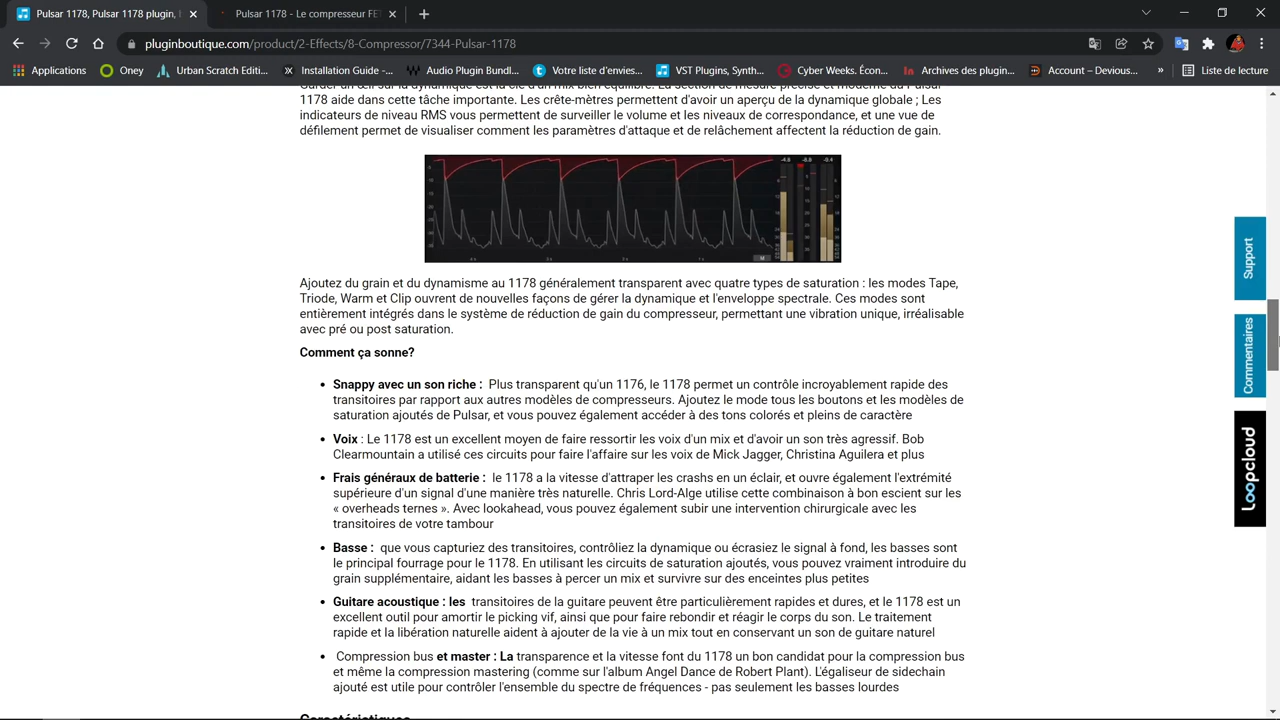 Pulsar 1178, Pulsar 1178 plugin,
Pulsar 1178 - Le compresseur FE
pluginboutique.com/product/2-Effects/8-Compressor/7344-Pulsar-1178
Applications
Oney
Urban Scratch Editi...
Installation Guide -...
Audio Plugin Bundl...
Votre liste d'envies...
VST Plugins, Synth...
Cyber Weeks. Écon...
Archives des plugin...
Account – Devious...
»
Liste de lecture
Garder un œil sur la dynamique est la clé d'un mix bien équilibré. La section de mesure précise et moderne du Pulsar
1178 aide dans cette tâche importante. Les crête-mètres permettent d'avoir un aperçu de la dynamique globale ; Les
indicateurs de niveau RMS vous permettent de surveiller le volume et les niveaux de correspondance, et une vue de
défilement permet de visualiser comment les paramètres d'attaque et de relâchement affectent la réduction de gain.
M
Ajoutez du grain et du dynamisme au 1178 généralement transparent avec quatre types de saturation : les modes Tape,
Triode, Warm et Clip ouvrent de nouvelles façons de gérer la dynamique et l'enveloppe spectrale. Ces modes sont
entièrement intégrés dans le système de réduction de gain du compresseur, permettant une vibration unique, irréalisable
avec pré ou post saturation.
Comment ça sonne?
• Snappy avec un son riche : Plus transparent qu'un 1176, le 1178 permet un contrôle incroyablement rapide des
transitoires par rapport aux autres modèles de compresseurs. Ajoutez le mode tous les boutons et les modèles de
saturation ajoutés de Pulsar, et vous pouvez également accéder à des tons colorés et pleins de caractère
• Voix : Le 1178 est un excellent moyen de faire ressortir les voix d'un mix et d'avoir un son très agressif. Bob
Clearmountain a utilisé ces circuits pour faire l'affaire sur les voix de Mick Jagger, Christina Aguilera et plus
• Frais généraux de batterie : le 1178 a la vitesse d'attraper les crashs en un éclair, et ouvre également l'extrémité
supérieure d'un signal d'une manière très naturelle. Chris Lord-Alge utilise cette combinaison à bon escient sur les
« overheads ternes ». Avec lookahead, vous pouvez également subir une intervention chirurgicale avec les
transitoires de votre tambour
• Basse : que vous capturiez des transitoires, contrôliez la dynamique ou écrasiez le signal à fond, les basses sont
le principal fourrage pour le 1178. En utilisant les circuits de saturation ajoutés, vous pouvez vraiment introduire du
grain supplémentaire, aidant les basses à percer un mix et survivre sur des enceintes plus petites
• Guitare acoustique : les transitoires de la guitare peuvent être particulièrement rapides et dures, et le 1178 est un
excellent outil pour amortir le picking vif, ainsi que pour faire rebondir et réagir le corps du son. Le traitement
rapide et la libération naturelle aident à ajouter de la vie à un mix tout en conservant un son de guitare naturel
• Compression bus et master : La transparence et la vitesse font du 1178 un bon candidat pour la compression bus
et même la compression mastering (comme sur l'album Angel Dance de Robert Plant). L'égaliseur de sidechain
ajouté est utile pour contrôler l'ensemble du spectre de fréquences - pas seulement les basses lourdes
Caractéristiques
Support
Commentaires
Loopcloud